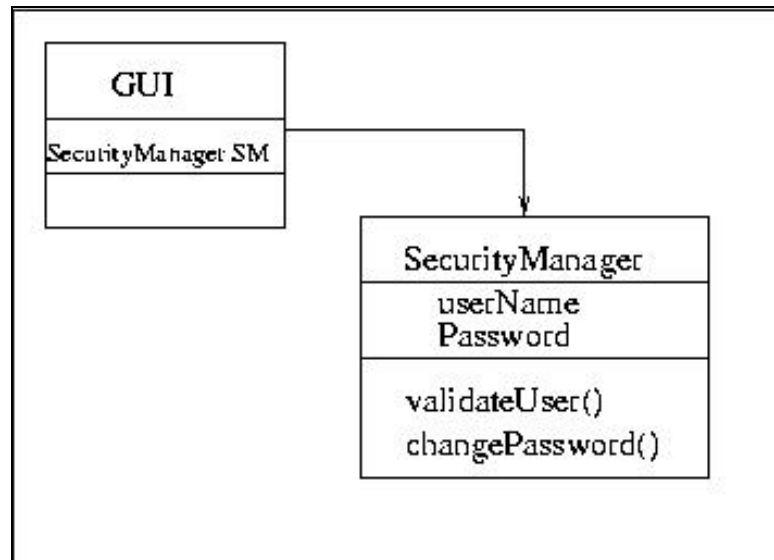 GUI
SecurityManager SM
SecurityManager
userName
Password
validateUser()
changePassword()